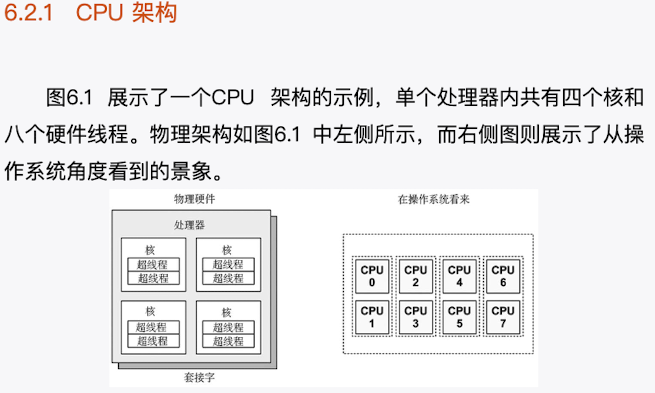 6.2.1 CPU 架构
图6.1 展示了一个CPU 架构的示例，单个处理器内共有四个核和
八个硬件线程。物理架构如图6.1 中左侧所示，而右侧图则展示了从操
作系统角度看到的景象。
物理硬件
处理器
核 核
超线程 超线程
超线程 超线程
核 核
超线程 超线程
超线程 超线程
套接字
在操作系统看来
CPU CPU CPU CPU
0 2 4 6
CPU CPU CPU CPU
1 3 5 7